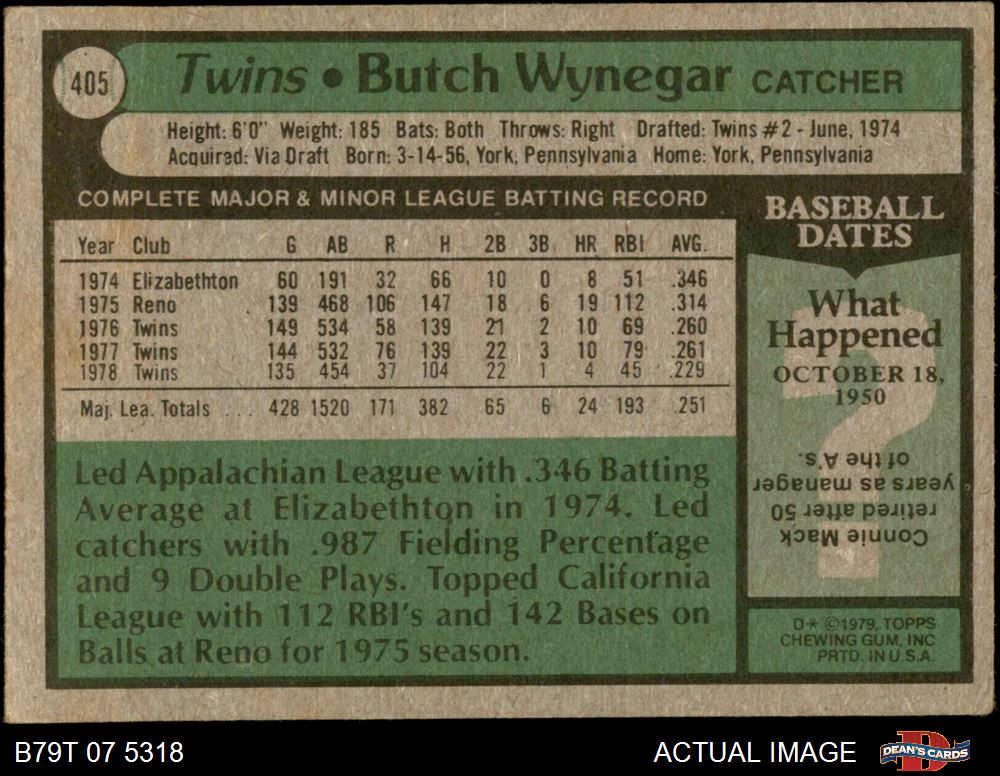 405
Twins • Butch Wynegar CATCHER
Height: 6'0" Weight: 185 Bats: Both Throws: Right Drafted: Twins #2 - June, 1974
Acquired: Via Draft Born: 3-14-56, York, Pennsylvania Home: York, Pennsylvania
COMPLETE MAJOR & MINOR LEAGUE BATTING RECORD
Year Club G AB R H 2B 3B HR RBI AVG.
1974 Elizabethton 60 191 32 66 10 0 8 51 .346
1975 Reno 139 468 106 147 18 6 19 112 .314
1976 Twins 149 534 58 139 21 2 10 69 .260
1977 Twins 144 532 76 139 22 3 10 79 .261
1978 Twins 135 454 37 104 22 1 4 45 .229
Maj. Lea. Totals ... 428 1520 171 382 65 6 24 193 .251
Led Appalachian League with .346 Batting
Average at Elizabethton in 1974. Led
catchers with .987 Fielding Percentage
and 9 Double Plays. Topped California
League with 112 RBI's and 142 Bases on
Balls at Reno for 1975 season.
BASEBALL
DATES
What
Happened
OCTOBER 18,
1950
?
Connie Mack
retired after 50
years as manager
of the A's.
D* ©1979, TOPPS
CHEWING GUM, INC
PRTD. IN U.S.A.
B79T 07 5318
ACTUAL IMAGE
D
DEAN'S CARDS